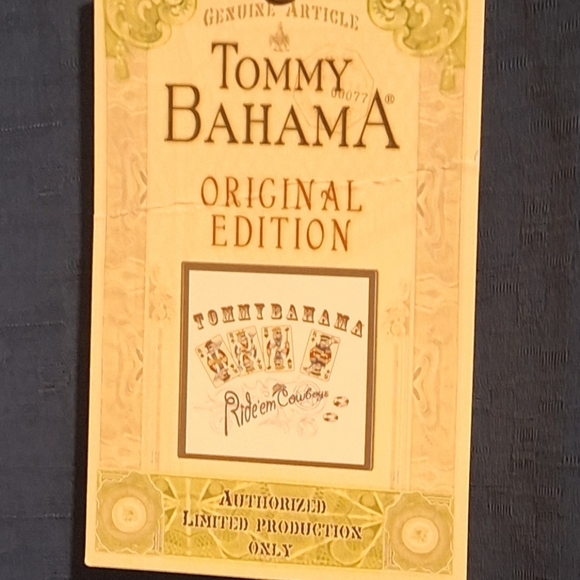 GENUINE ARTICLE
TOMMY
00077
BAHAMA®
ORIGINAL
EDITION
TOMMY BAHAMA
Ride'em Cowboys
AUTHORIZED
LIMITED PRODUCTION
ONLY